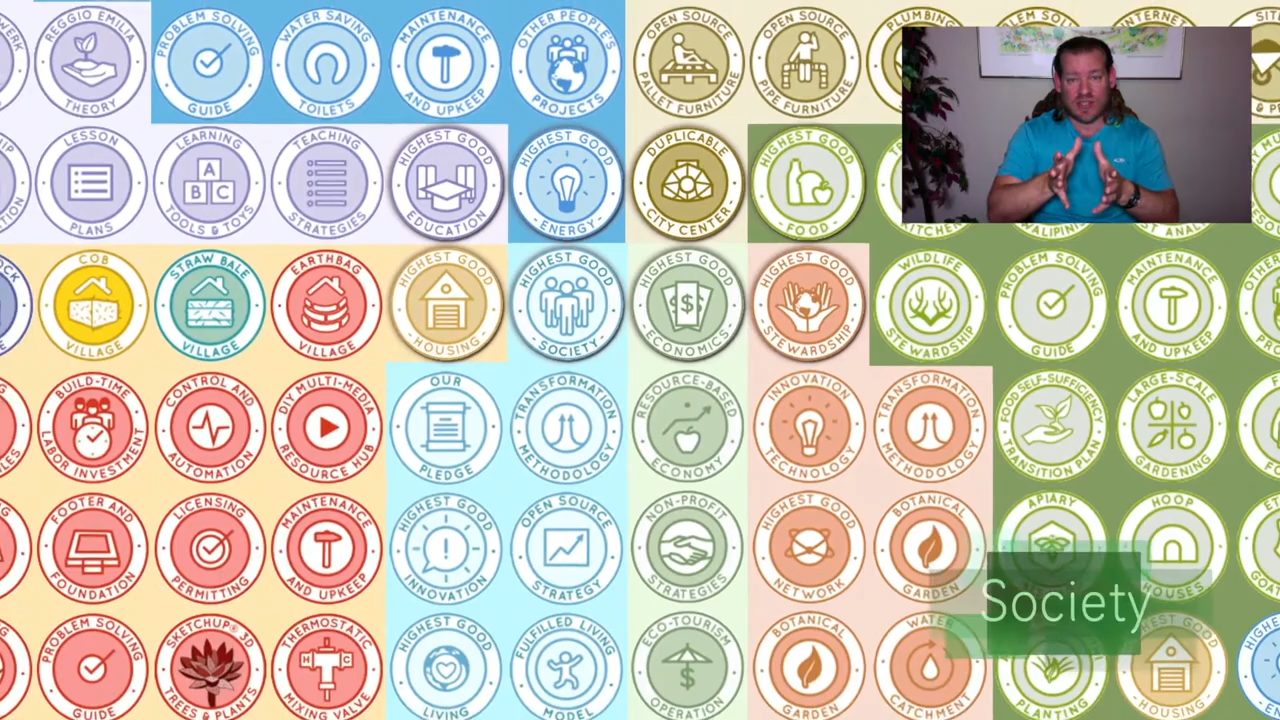 REGGIO EMILIA THEORY
PROBLEM SOLVING GUIDE
WATER SAVING TOILETS
MAINTENANCE AND UPKEEP
OTHER PEOPLE'S PROJECTS
OPEN SOURCE PALLET FURNITURE
OPEN SOURCE PIPE FURNITURE
PLUMBING
INTERNET
LESSON PLANS
LEARNING TOOLS & TOYS
TEACHING STRATEGIES
HIGHEST GOOD EDUCATION
HIGHEST GOOD ENERGY
DUPLICABLE CITY CENTER
HIGHEST GOOD FOOD
COB VILLAGE
STRAW BALE VILLAGE
EARTHBAG VILLAGE
HIGHEST GOOD HOUSING
HIGHEST GOOD SOCIETY
HIGHEST GOOD ECONOMICS
HIGHEST GOOD STEWARDSHIP
WILDLIFE STEWARDSHIP
PROBLEM SOLVING GUIDE
MAINTENANCE AND UPKEEP
BUILD-TIME LABOR INVESTMENT
CONTROL AND AUTOMATION
DIY MULTI-MEDIA RESOURCE HUB
OUR PLEDGE
TRANSFORMATION METHODOLOGY
RESOURCE-BASED ECONOMY
INNOVATION TECHNOLOGY
TRANSFORMATION METHODOLOGY
FOOD SELF-SUFFICIENCY TRANSITION PLAN
LARGE-SCALE GARDENING
FOOTER AND FOUNDATION
LICENSING PERMITTING
MAINTENANCE AND UPKEEP
HIGHEST GOOD INNOVATION
OPEN SOURCE STRATEGY
NON-PROFIT STRATEGIES
HIGHEST GOOD NETWORK
BOTANICAL GARDEN
APIARY
HOOP HOUSES
Society
PROBLEM SOLVING GUIDE
SKETCHUP® 3D TREES & PLANTS
THERMOSTATIC MIXING VALVE
HIGHEST GOOD LIVING
FULFILLED LIVING MODEL
ECO-TOURISM OPERATION
BOTANICAL GARDEN
WATER CATCHMENT
PLANTING
HOUSING